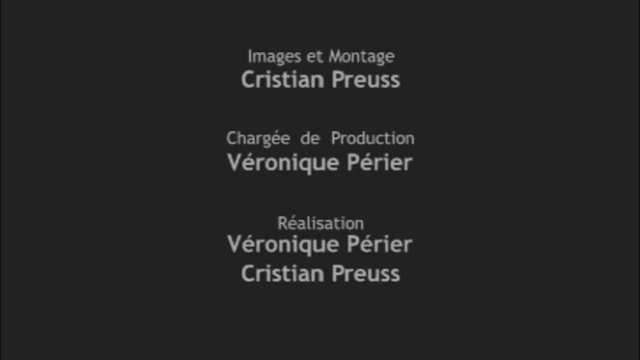 Images et Montage
Cristian Preuss
Chargée de Production
Véronique Périer
Réalisation
Véronique Périer
Cristian Preuss